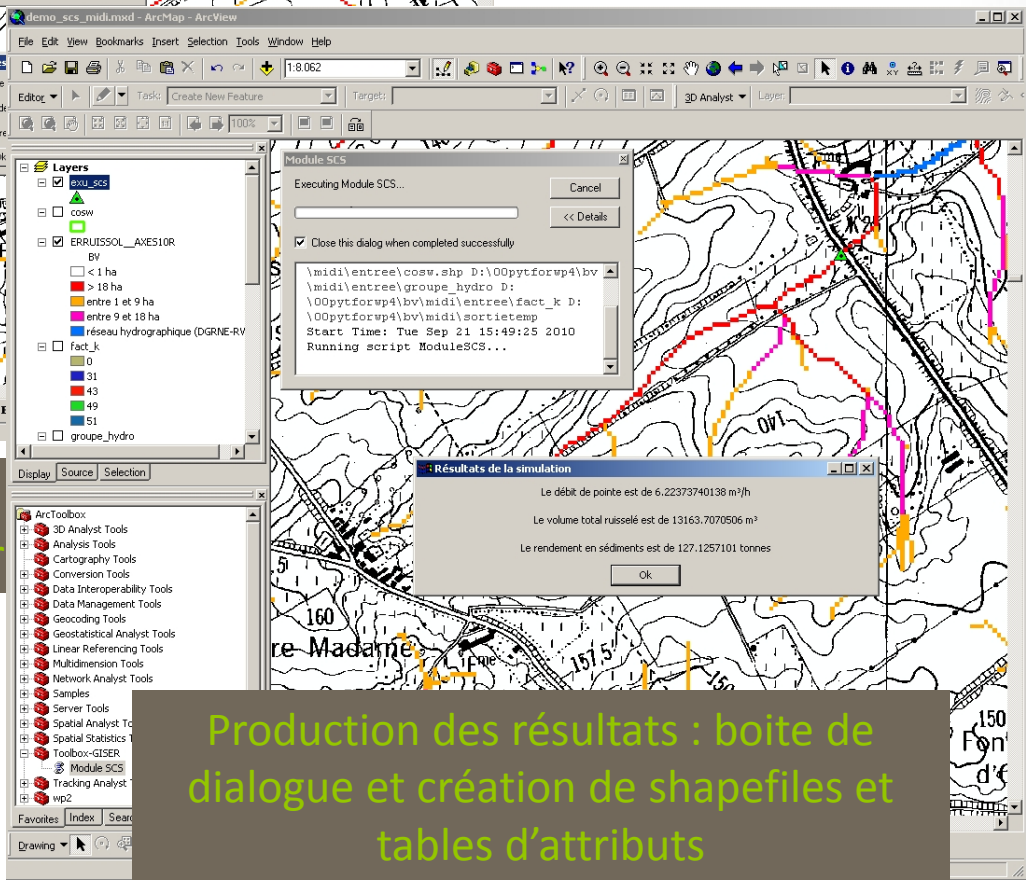 demo_scs_midi.mxd - ArcMap - ArcView
File Edit View Bookmarks Insert Selection Tools Window Help
1:8.062
Editor Task: Create New Feature Target: 3D Analyst Layer:
100%
Layers
exu_scs
cosw
ERRUISSOL__AXES10R
BV
< 1 ha
> 18 ha
entre 1 et 9 ha
entre 9 et 18 ha
réseau hydrographique (DGRNE-RV
fact_k
0
31
43
49
51
groupe_hydro
Display Source Selection
Module SCS
Executing Module SCS...
Cancel
<< Details
Close this dialog when completed successfully
\midi\entree\cosw.shp D:\00pytforwp4\bv
\midi\entree\groupe_hydro D:
\00pytforwp4\bv\midi\entree\fact_k D:
\00pytforwp4\bv\midi\sortietemp
Start Time: Tue Sep 21 15:49:25 2010
Running script ModuleSCS...
140
Résultats de la simulation
Le débit de pointe est de 6.22373740138 m³/h
Le volume total ruisselé est de 13163.7070506 m³
Le rendement en sédiments est de 127.1257101 tonnes
Ok
ArcToolbox
3D Analyst Tools
Analysis Tools
Cartography Tools
Conversion Tools
Data Interoperability Tools
Data Management Tools
Geocoding Tools
Geostatistical Analyst Tools
Linear Referencing Tools
Multidimension Tools
Network Analyst Tools
Samples
Server Tools
Spatial Analyst To
Spatial Statistics T
Toolbox-GISER
Module SCS
Tracking Analyst T
wp2
Favorites Index Sear
Drawing
160
re Madame
157.5
150
150
Font
d'
Production des résultats : boite de
dialogue et création de shapefiles et
tables d'attributs